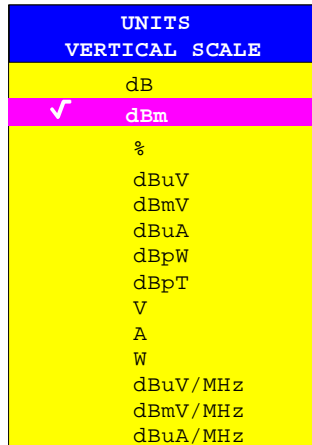 UNITS
VERTICAL SCALE
dB
√ dBm
%
dBuV
dBmV
dBuA
dBpW
dBpT
V
A
W
dBuV/MHz
dBmV/MHz
dBuA/MHz